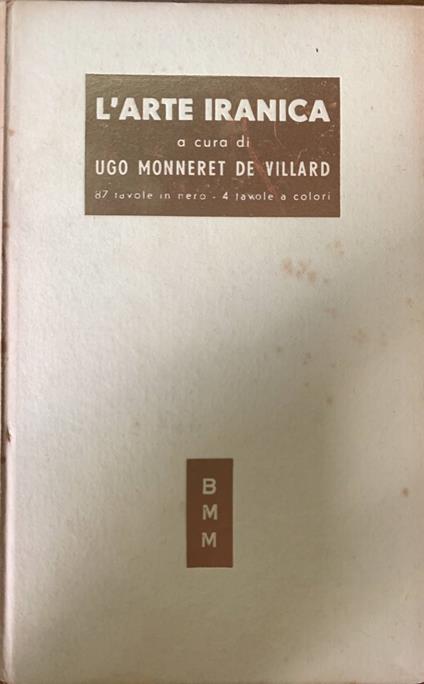 L'ARTE IRANICA
a cura di
UGO MONNERET DE VILLARD
87 tavole in nero - 4 tavole a colori
B
M
M